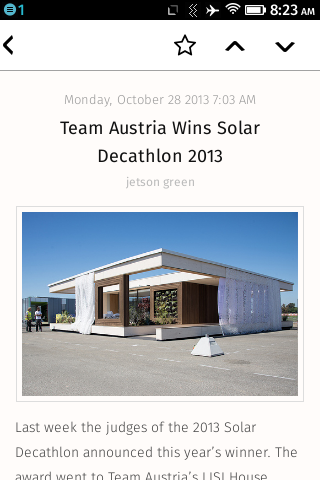 1
8:23 AM
Monday, October 28 2013 7:03 AM
Team Austria Wins Solar
Decathlon 2013
jetson green
Last week the judges of the 2013 Solar
Decathlon announced this year's winner. The
award went to Team Austria's LISI House